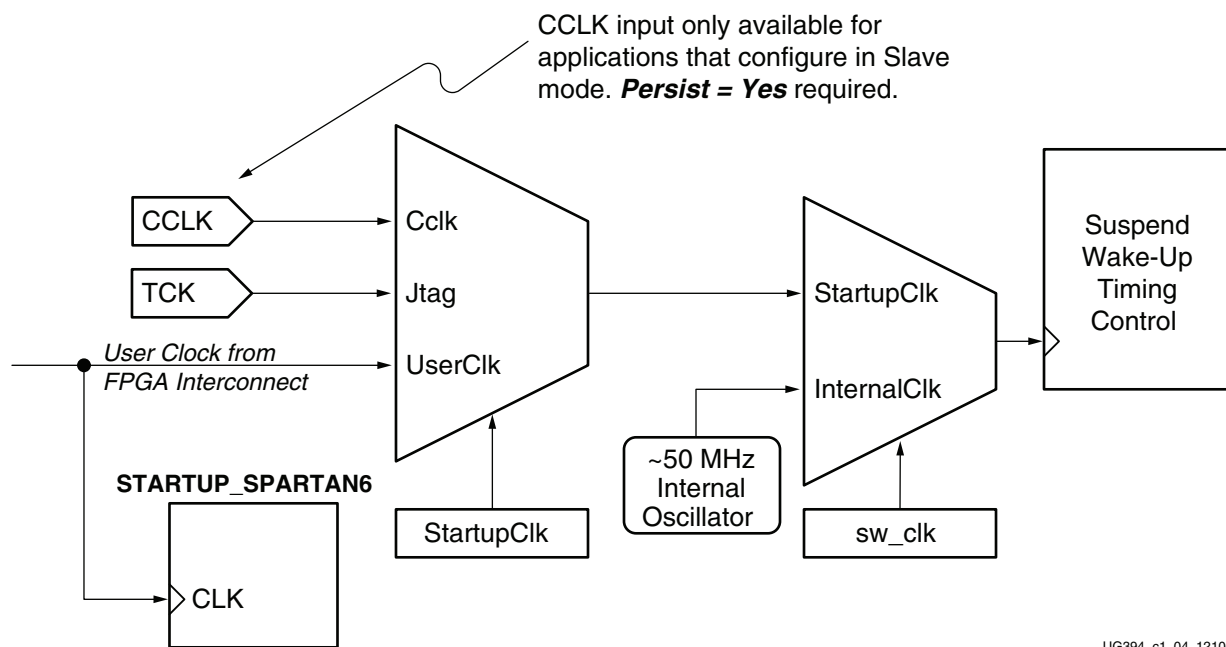 CCLK input only available for
applications that configure in Slave
mode. Persist = Yes required.
CCLK
TCK
User Clock from
FPGA Interconnect
Cclk
Jtag
UserClk
StartupClk
STARTUP_SPARTAN6
CLK
StartupClk
InternalClk
~50 MHz
Internal
Oscillator
sw_clk
Suspend
Wake-Up
Timing
Control